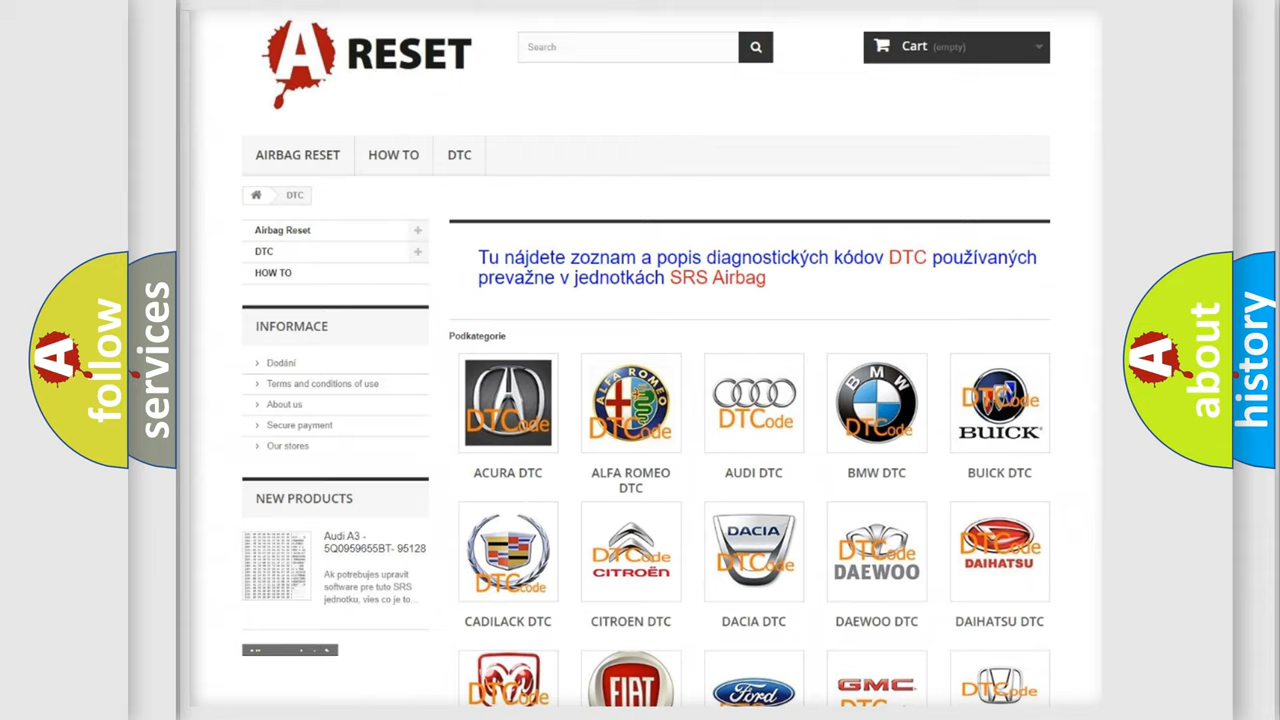 A RESET
Search
Cart (empty)
AIRBAG RESET
HOW TO
DTC
DTC
Airbag Reset
DTC
HOW TO
Tu nájdete zoznam a popis diagnostických kódov DTC používaných
prevažne v jednotkách SRS Airbag
INFORMACE
Dodání
Terms and conditions of use
About us
Secure payment
Our stores
NEW PRODUCTS
Audi A3 -
5Q0959655BT- 95128
Ak potrebujes upravit
software pre tuto SRS
jednotku, vies co je to...
Podkategorie
DTCode
ALFA ROMEO
DTCode
DTCode
BMW
DTCode
DTCode
BUICK
ACURA DTC
ALFA ROMEO
DTC
AUDI DTC
BMW DTC
BUICK DTC
DTCode
DTCode
CITROËN
DACIA
DTCode
DTCode
DAEWOO
DTCode
DAIHATSU
CADILACK DTC
CITROEN DTC
DACIA DTC
DAEWOO DTC
DAIHATSU DTC
DTCode
FIAT
Ford
GMC
DTCode
A follow
services
A about
history